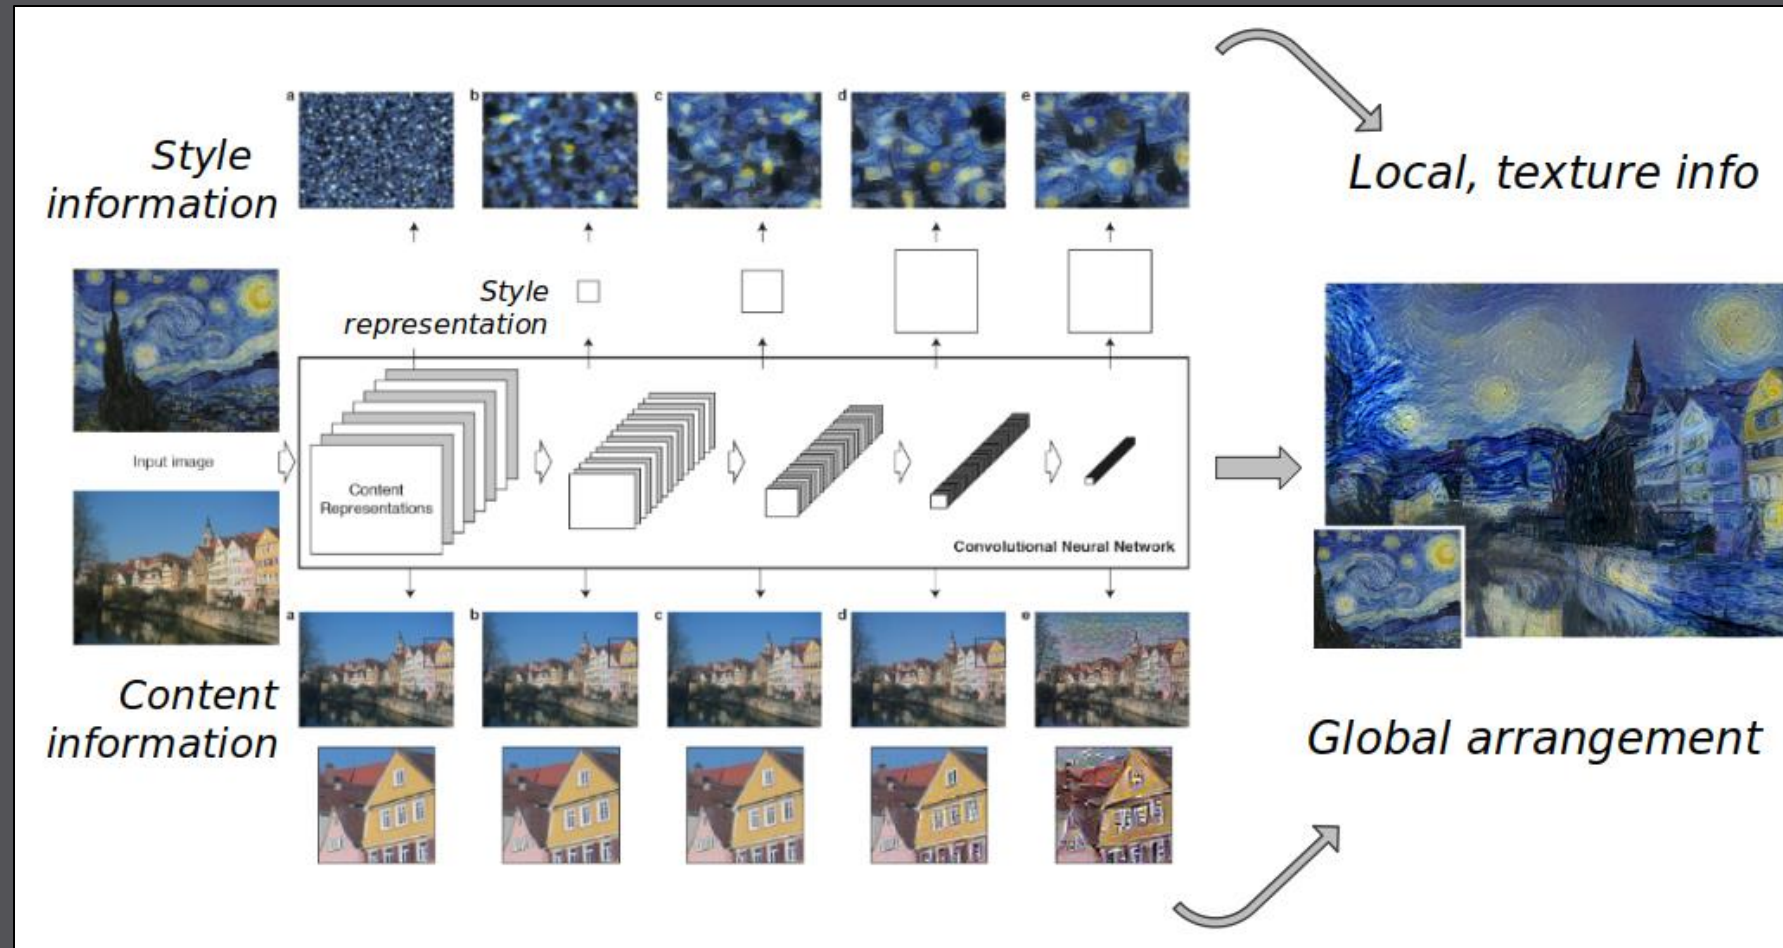 a
b
c
d
e
Style
information
Local, texture info
Style
representation
Input image
Content
Representations
Convolutional Neural Network
a
b
c
d
e
Content
information
Global arrangement